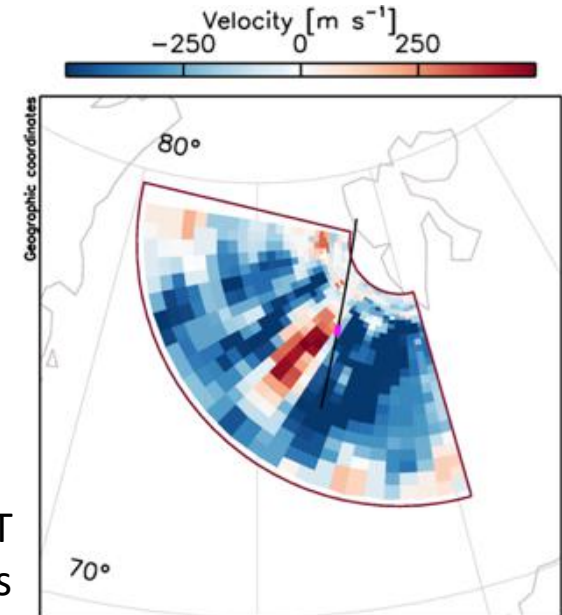 Velocity [m s⁻¹]
−250 0 250
Geographic coordinates
80°
70°
T
s